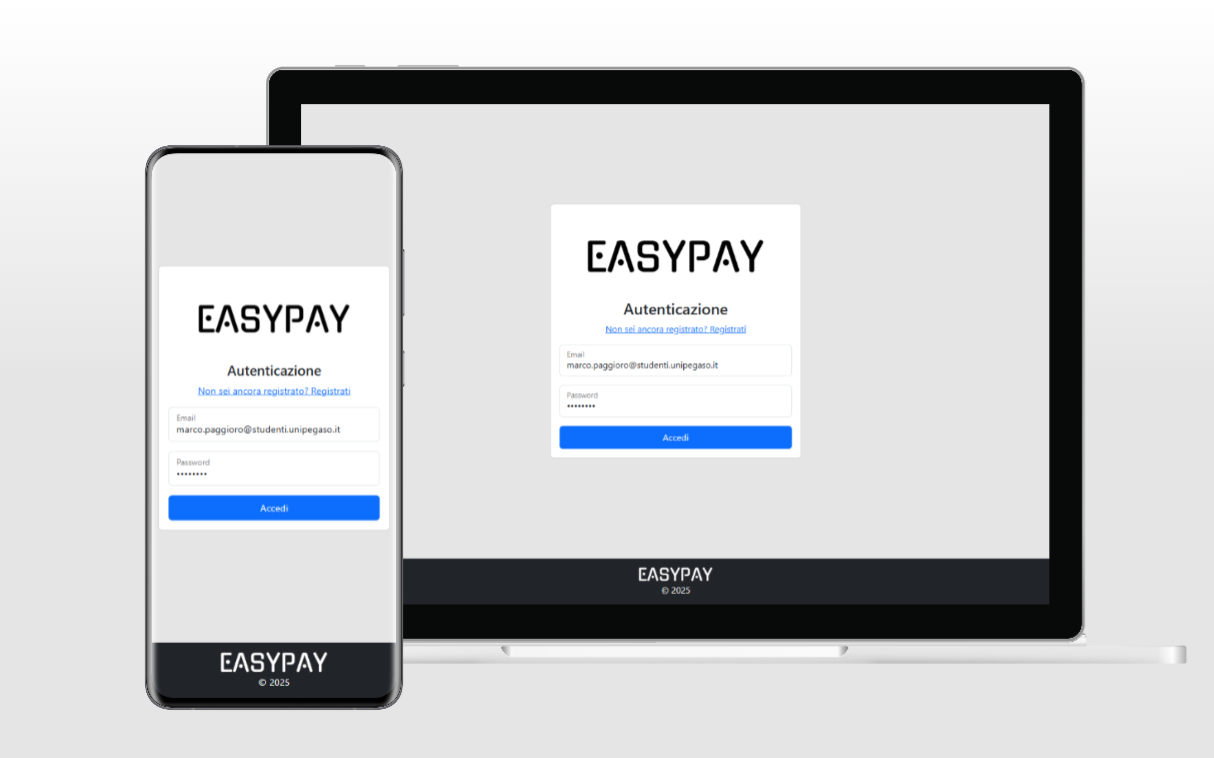 EASYPAY
Autenticazione
Non sei ancora registrato? Registrati
Email
marco.paggioro@studenti.unipegaso.it
Password
••••••••
Accedi
EASYPAY
© 2025
EASYPAY
Autenticazione
Non sei ancora registrato? Registrati
Email
marco.paggioro@studenti.unipegaso.it
Password
••••••••
Accedi
EASYPAY
© 2025